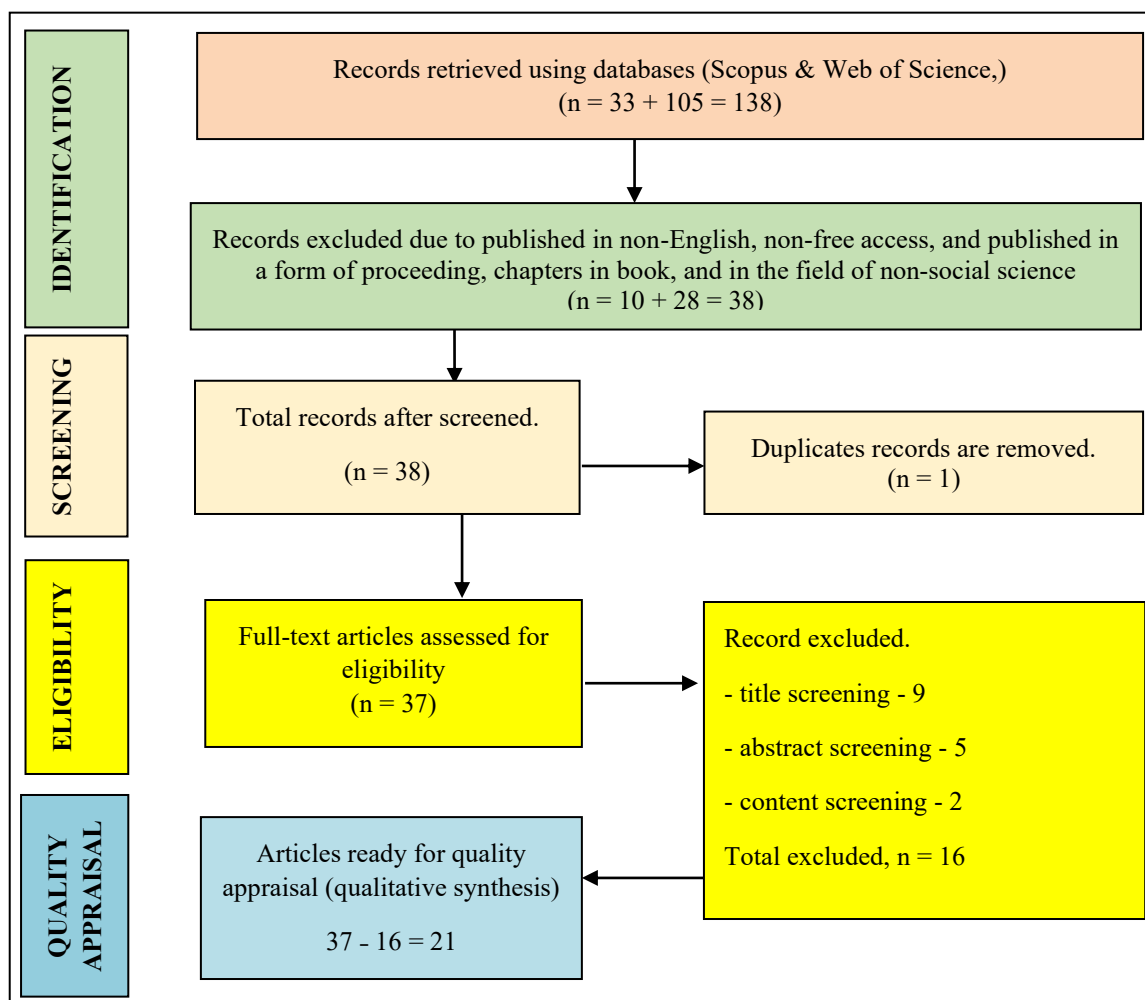 IDENTIFICATION
Records retrieved using databases (Scopus & Web of Science,)
(n = 33 + 105 = 138)
Records excluded due to published in non-English, non-free access, and published in
a form of proceeding, chapters in book, and in the field of non-social science
(n = 10 + 28 = 38)
SCREENING
Total records after screened.
(n = 38)
Duplicates records are removed.
(n = 1)
ELIGIBILITY
Full-text articles assessed for
eligibility
(n = 37)
Record excluded.
- title screening - 9
- abstract screening - 5
- content screening - 2
Total excluded, n = 16
QUALITY
APPRAISAL
Articles ready for quality
appraisal (qualitative synthesis)
37 - 16 = 21